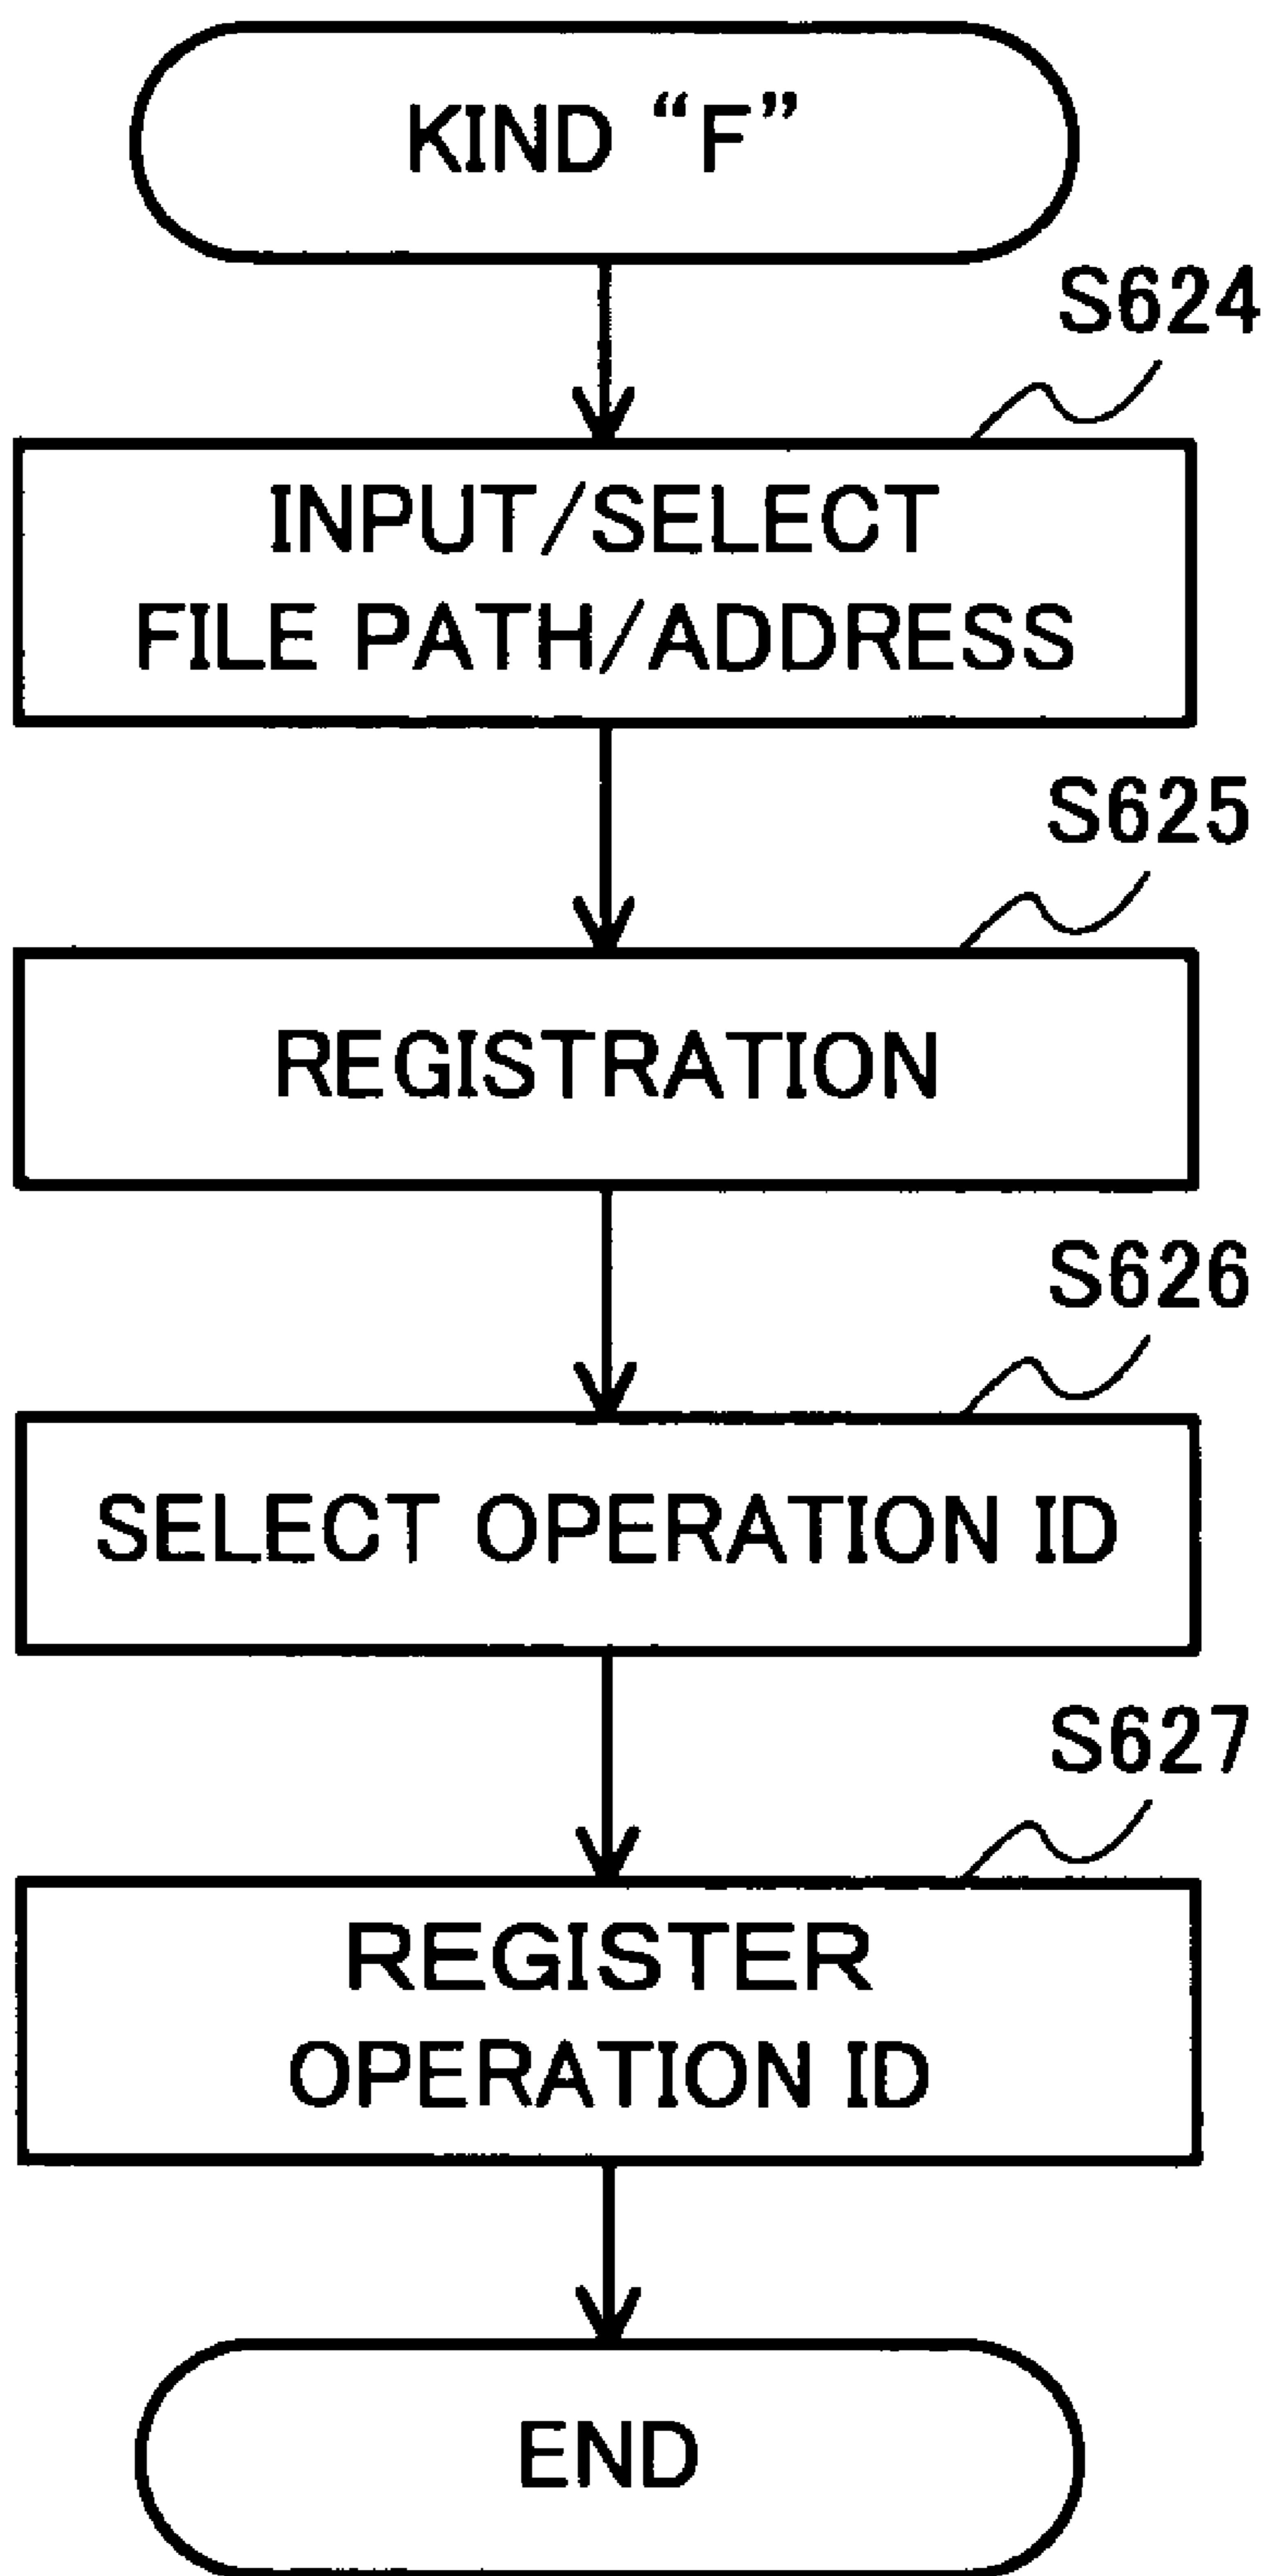 KIND “F”
S624
INPUT/SELECT
FILE PATH/ADDRESS
S625
REGISTRATION
S626
SELECT OPERATION ID
S627
REGISTER
OPERATION ID
END